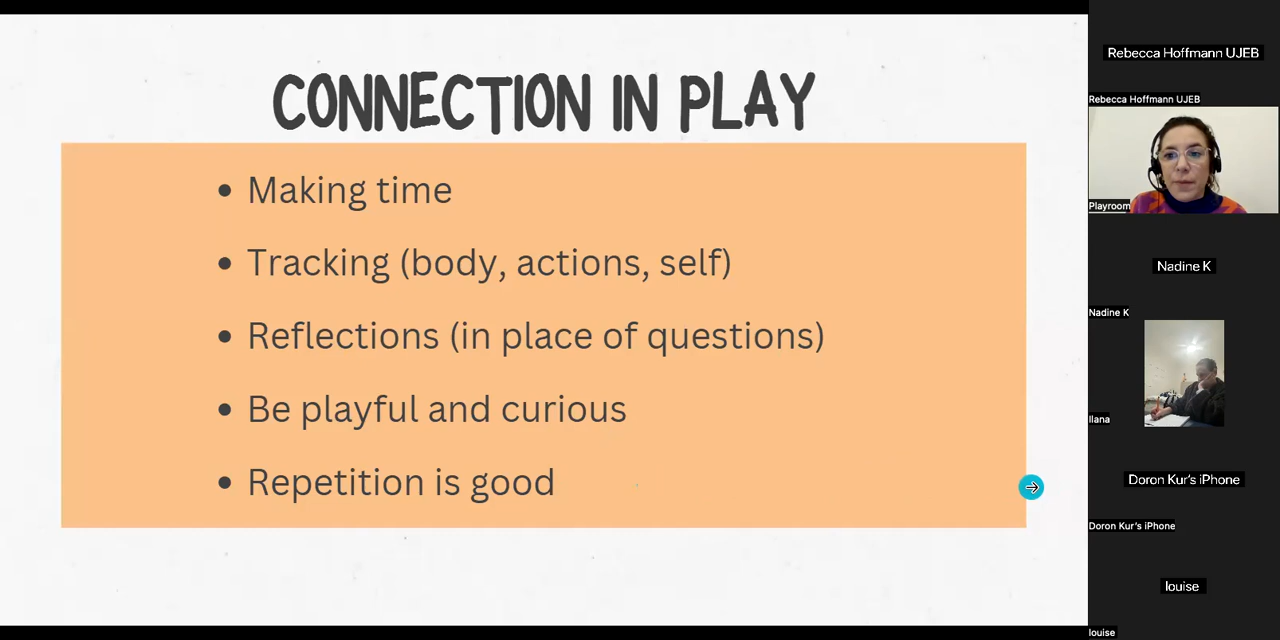 CONNECTION IN PLAY
• Making time
• Tracking (body, actions, self)
• Reflections (in place of questions)
• Be playful and curious
• Repetition is good
Rebecca Hoffmann UJEB
Rebecca Hoffmann UJEB
Playroom
Nadine K
Nadine K
Ilana
Doron Kur's iPhone
Doron Kur's iPhone
louise
louise